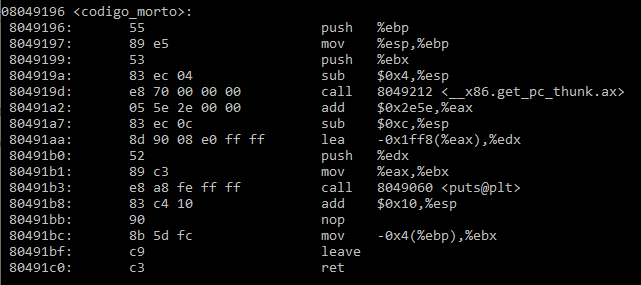 08049196 <codigo_morto>:
8049196: 55 push %ebp
8049197: 89 e5 mov %esp,%ebp
8049199: 53 push %ebx
804919a: 83 ec 04 sub $0x4,%esp
804919d: e8 70 00 00 00 call 8049212 <__x86.get_pc_thunk.ax>
80491a2: 05 5e 2e 00 00 add $0x2e5e,%eax
80491a7: 83 ec 0c sub $0xc,%esp
80491aa: 8d 90 08 e0 ff ff lea -0x1ff8(%eax),%edx
80491b0: 52 push %edx
80491b1: 89 c3 mov %eax,%ebx
80491b3: e8 a8 fe ff ff call 8049060 <puts@plt>
80491b8: 83 c4 10 add $0x10,%esp
80491bb: 90 nop
80491bc: 8b 5d fc mov -0x4(%ebp),%ebx
80491bf: c9 leave
80491c0: c3 ret